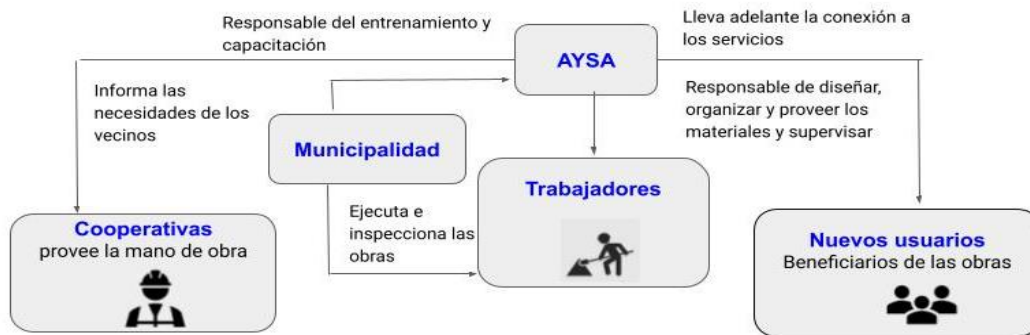 Responsable del entrenamiento y
capacitación
AYSA
Lleva adelante la conexión a
los servicios
Informa las
necesidades de los
vecinos
Municipalidad
Responsable de diseñar,
organizar y proveer los
materiales y supervisar
Trabajadores
Ejecuta e
inspecciona las
obras
Cooperativas
provee la mano de obra
Nuevos usuarios
Beneficiarios de las obras